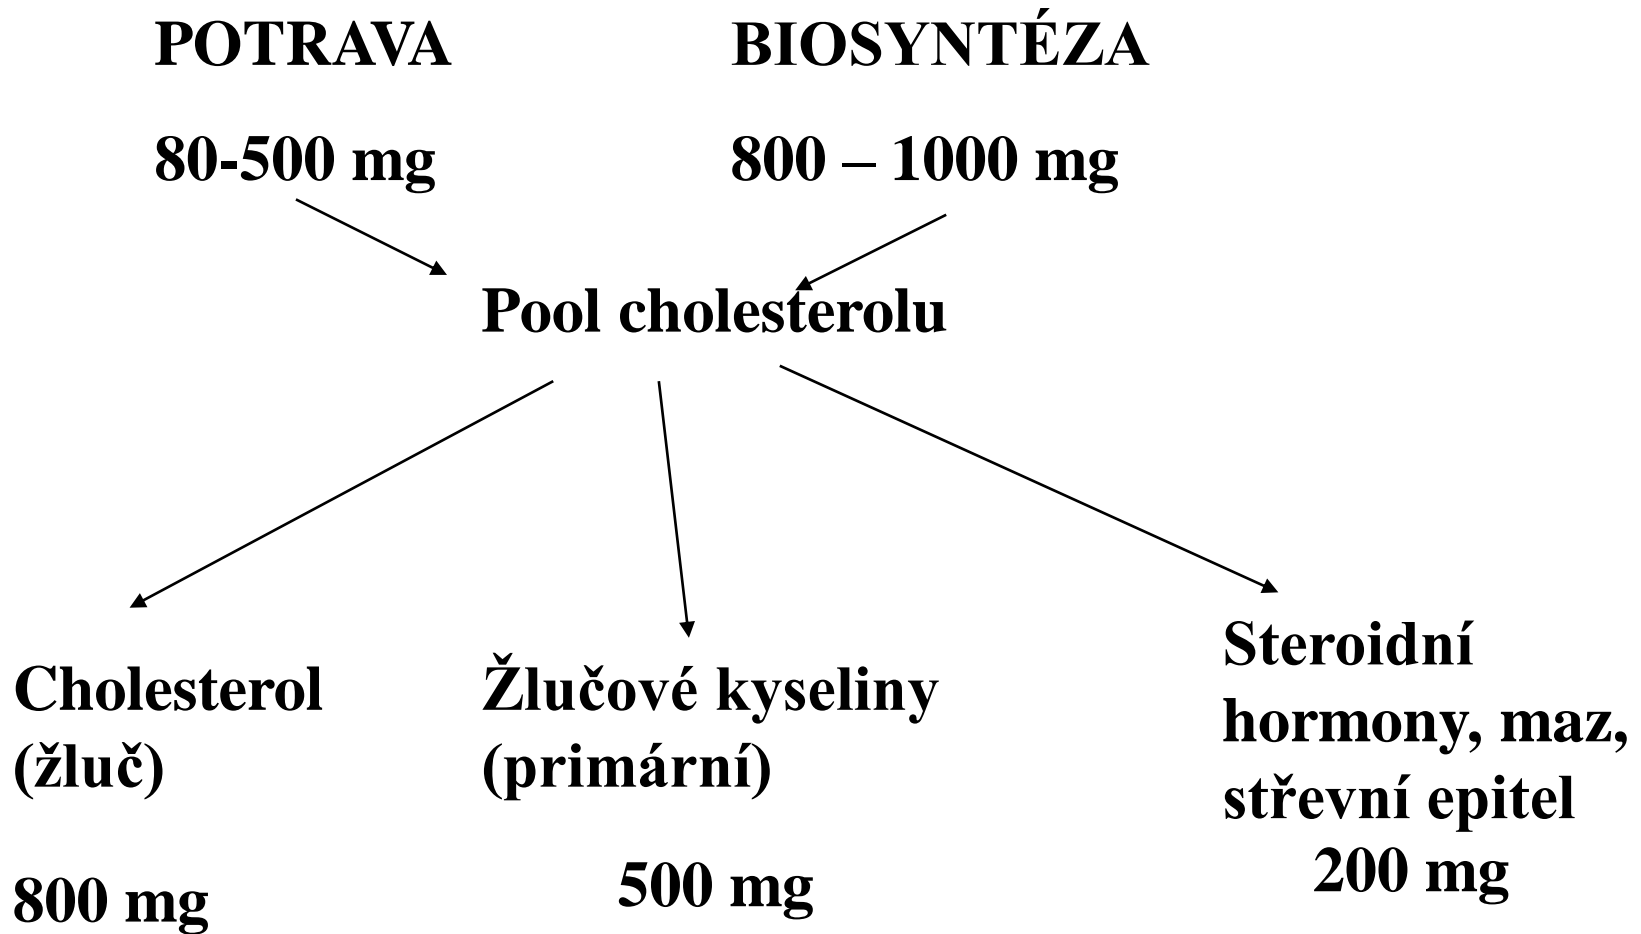 POTRAVA
BIOSYNTÉZA
80-500 mg
800 – 1000 mg
Pool cholesterolu
Cholesterol
(žluč)
800 mg
Žlučové kyseliny
(primární)
500 mg
Steroidní
hormony, maz,
střevní epitel
200 mg